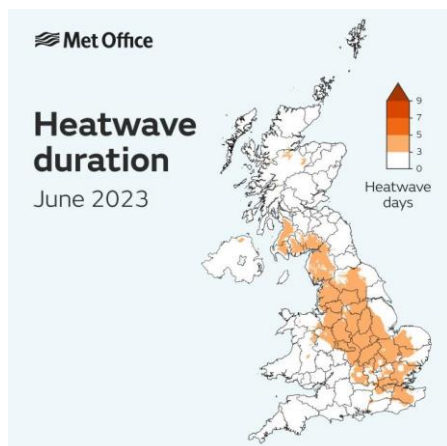 Met Office
Heatwave
duration
June 2023
9
7
5
3
0
Heatwave
days